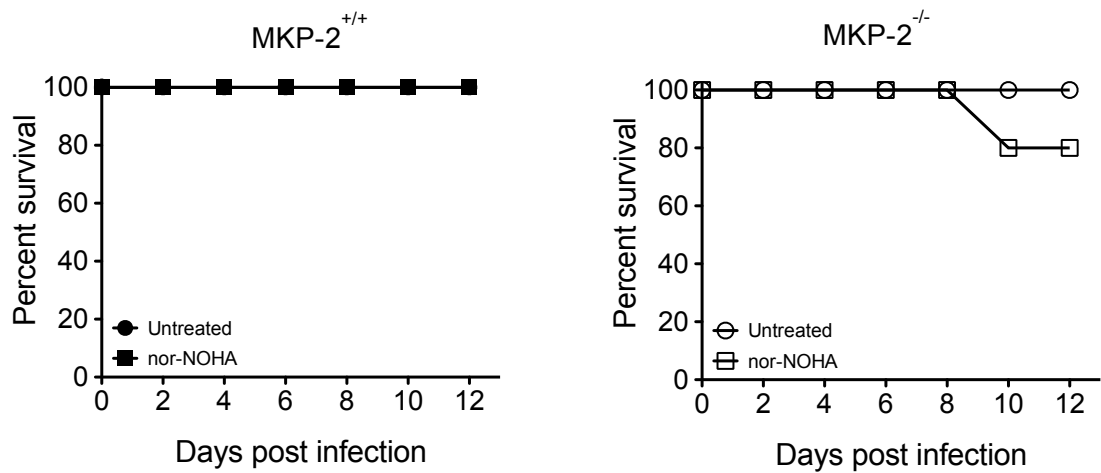 MKP-2+/+
100
80
60
40
20
0
Percent survival
Untreated
nor-NOHA
0 2 4 6 8 10 12
Days post infection
MKP-2-/-
100
80
60
40
20
0
Percent survival
Untreated
nor-NOHA
0 2 4 6 8 10 12
Days post infection